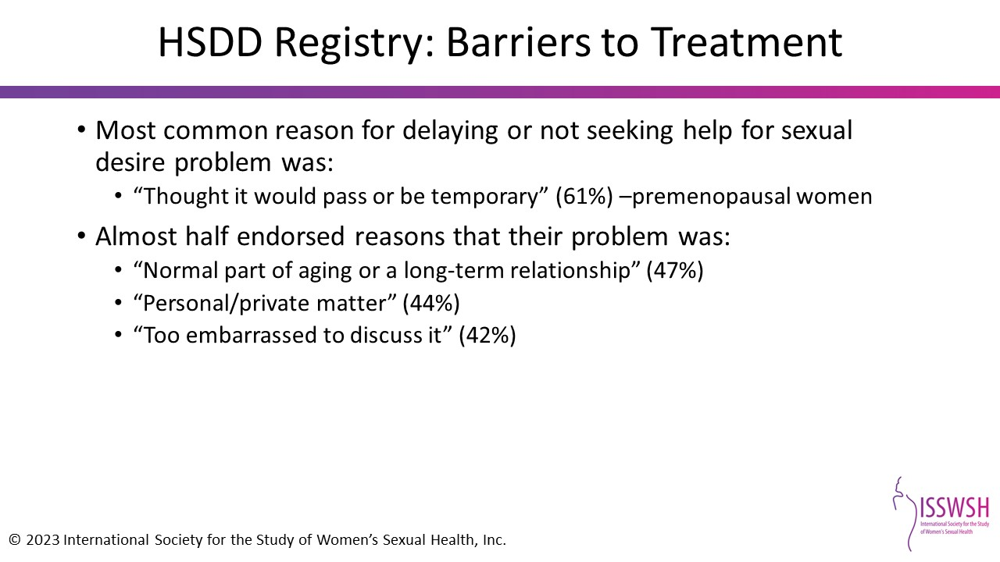 HSDD Registry: Barriers to Treatment
• Most common reason for delaying or not seeking help for sexual
desire problem was:
• “Thought it would pass or be temporary” (61%) –premenopausal women
• Almost half endorsed reasons that their problem was:
• “Normal part of aging or a long-term relationship” (47%)
• “Personal/private matter” (44%)
• “Too embarrassed to discuss it” (42%)
ISSWSH
International Society for the Study
of Women's Sexual Health
© 2023 International Society for the Study of Women’s Sexual Health, Inc.